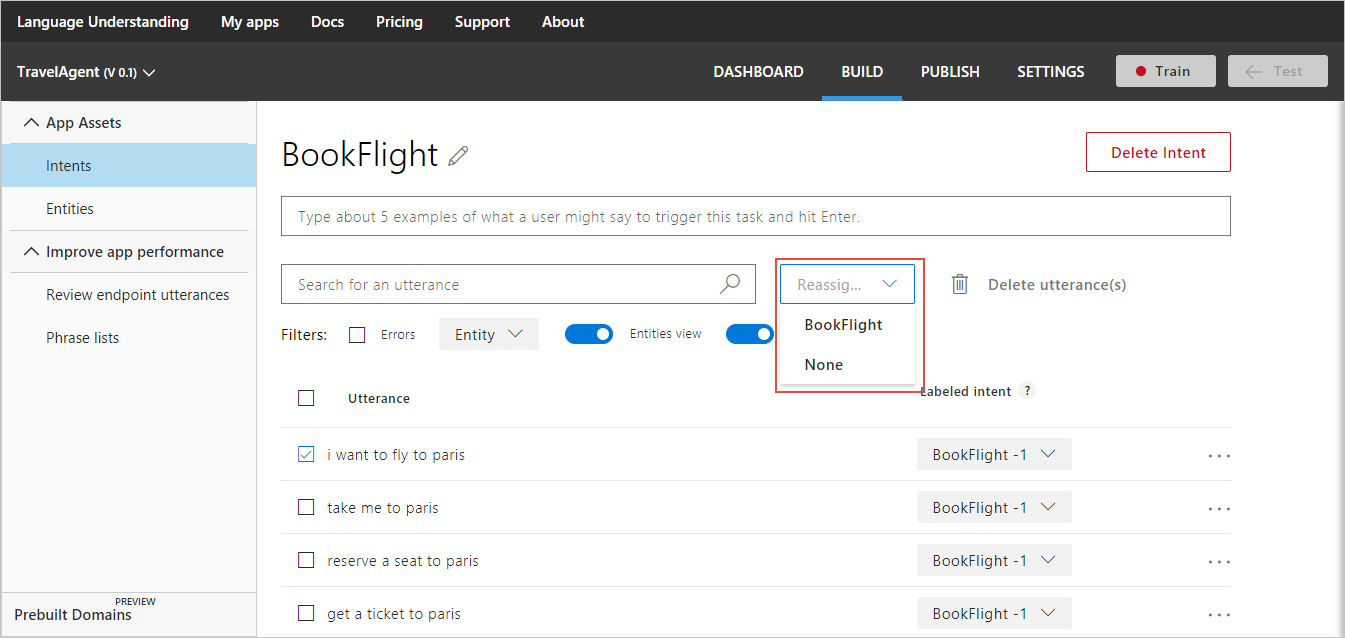 Language Understanding My apps Docs Pricing Support About
TravelAgent (V 0.1) DASHBOARD BUILD PUBLISH SETTINGS Train Test
App Assets
Intents
Entities
Improve app performance
Review endpoint utterances
Phrase lists
PREVIEW
Prebuilt Domains
BookFlight Delete Intent
Type about 5 examples of what a user might say to trigger this task and hit Enter.
Search for an utterance Reassig... Delete utterance(s)
Filters: Errors Entity Entities view
BookFlight
None
Utterance Labeled intent ?
i want to fly to paris BookFlight -1 ...
take me to paris BookFlight -1 ...
reserve a seat to paris BookFlight -1 ...
get a ticket to paris BookFlight -1 ...